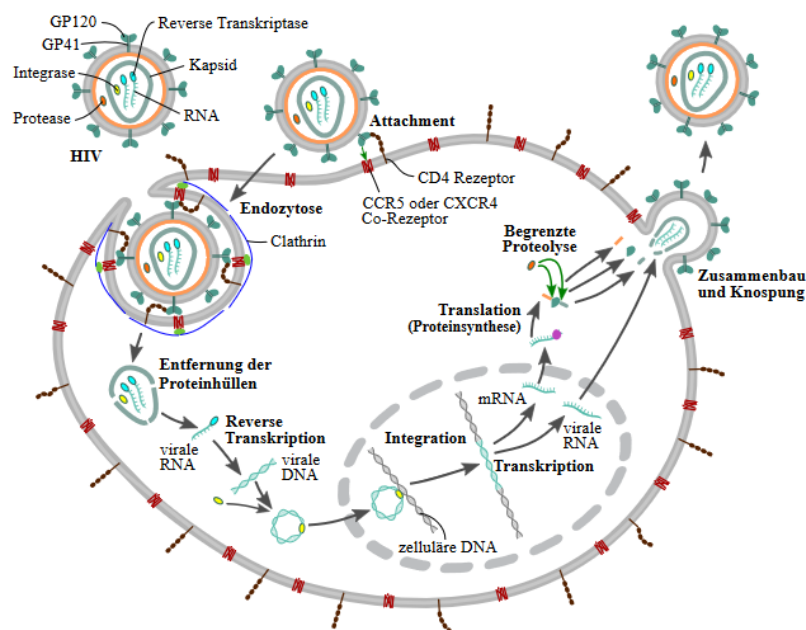 GP120
GP41
Integrase
Protease
HIV
Reverse Transkriptase
Kapsid
RNA
Attachment
CD4 Rezeptor
CCR5 oder CXCR4
Co-Rezeptor
Endozytose
Clathrin
Entfernung der
Proteinhüllen
virale
RNA
Reverse
Transkription
virale
DNA
Integration
zelluläre DNA
Transkription
mRNA
virale
RNA
Translation
(Proteinsynthese)
Begrenzte
Proteolyse
Zusammenbau
und Knospung